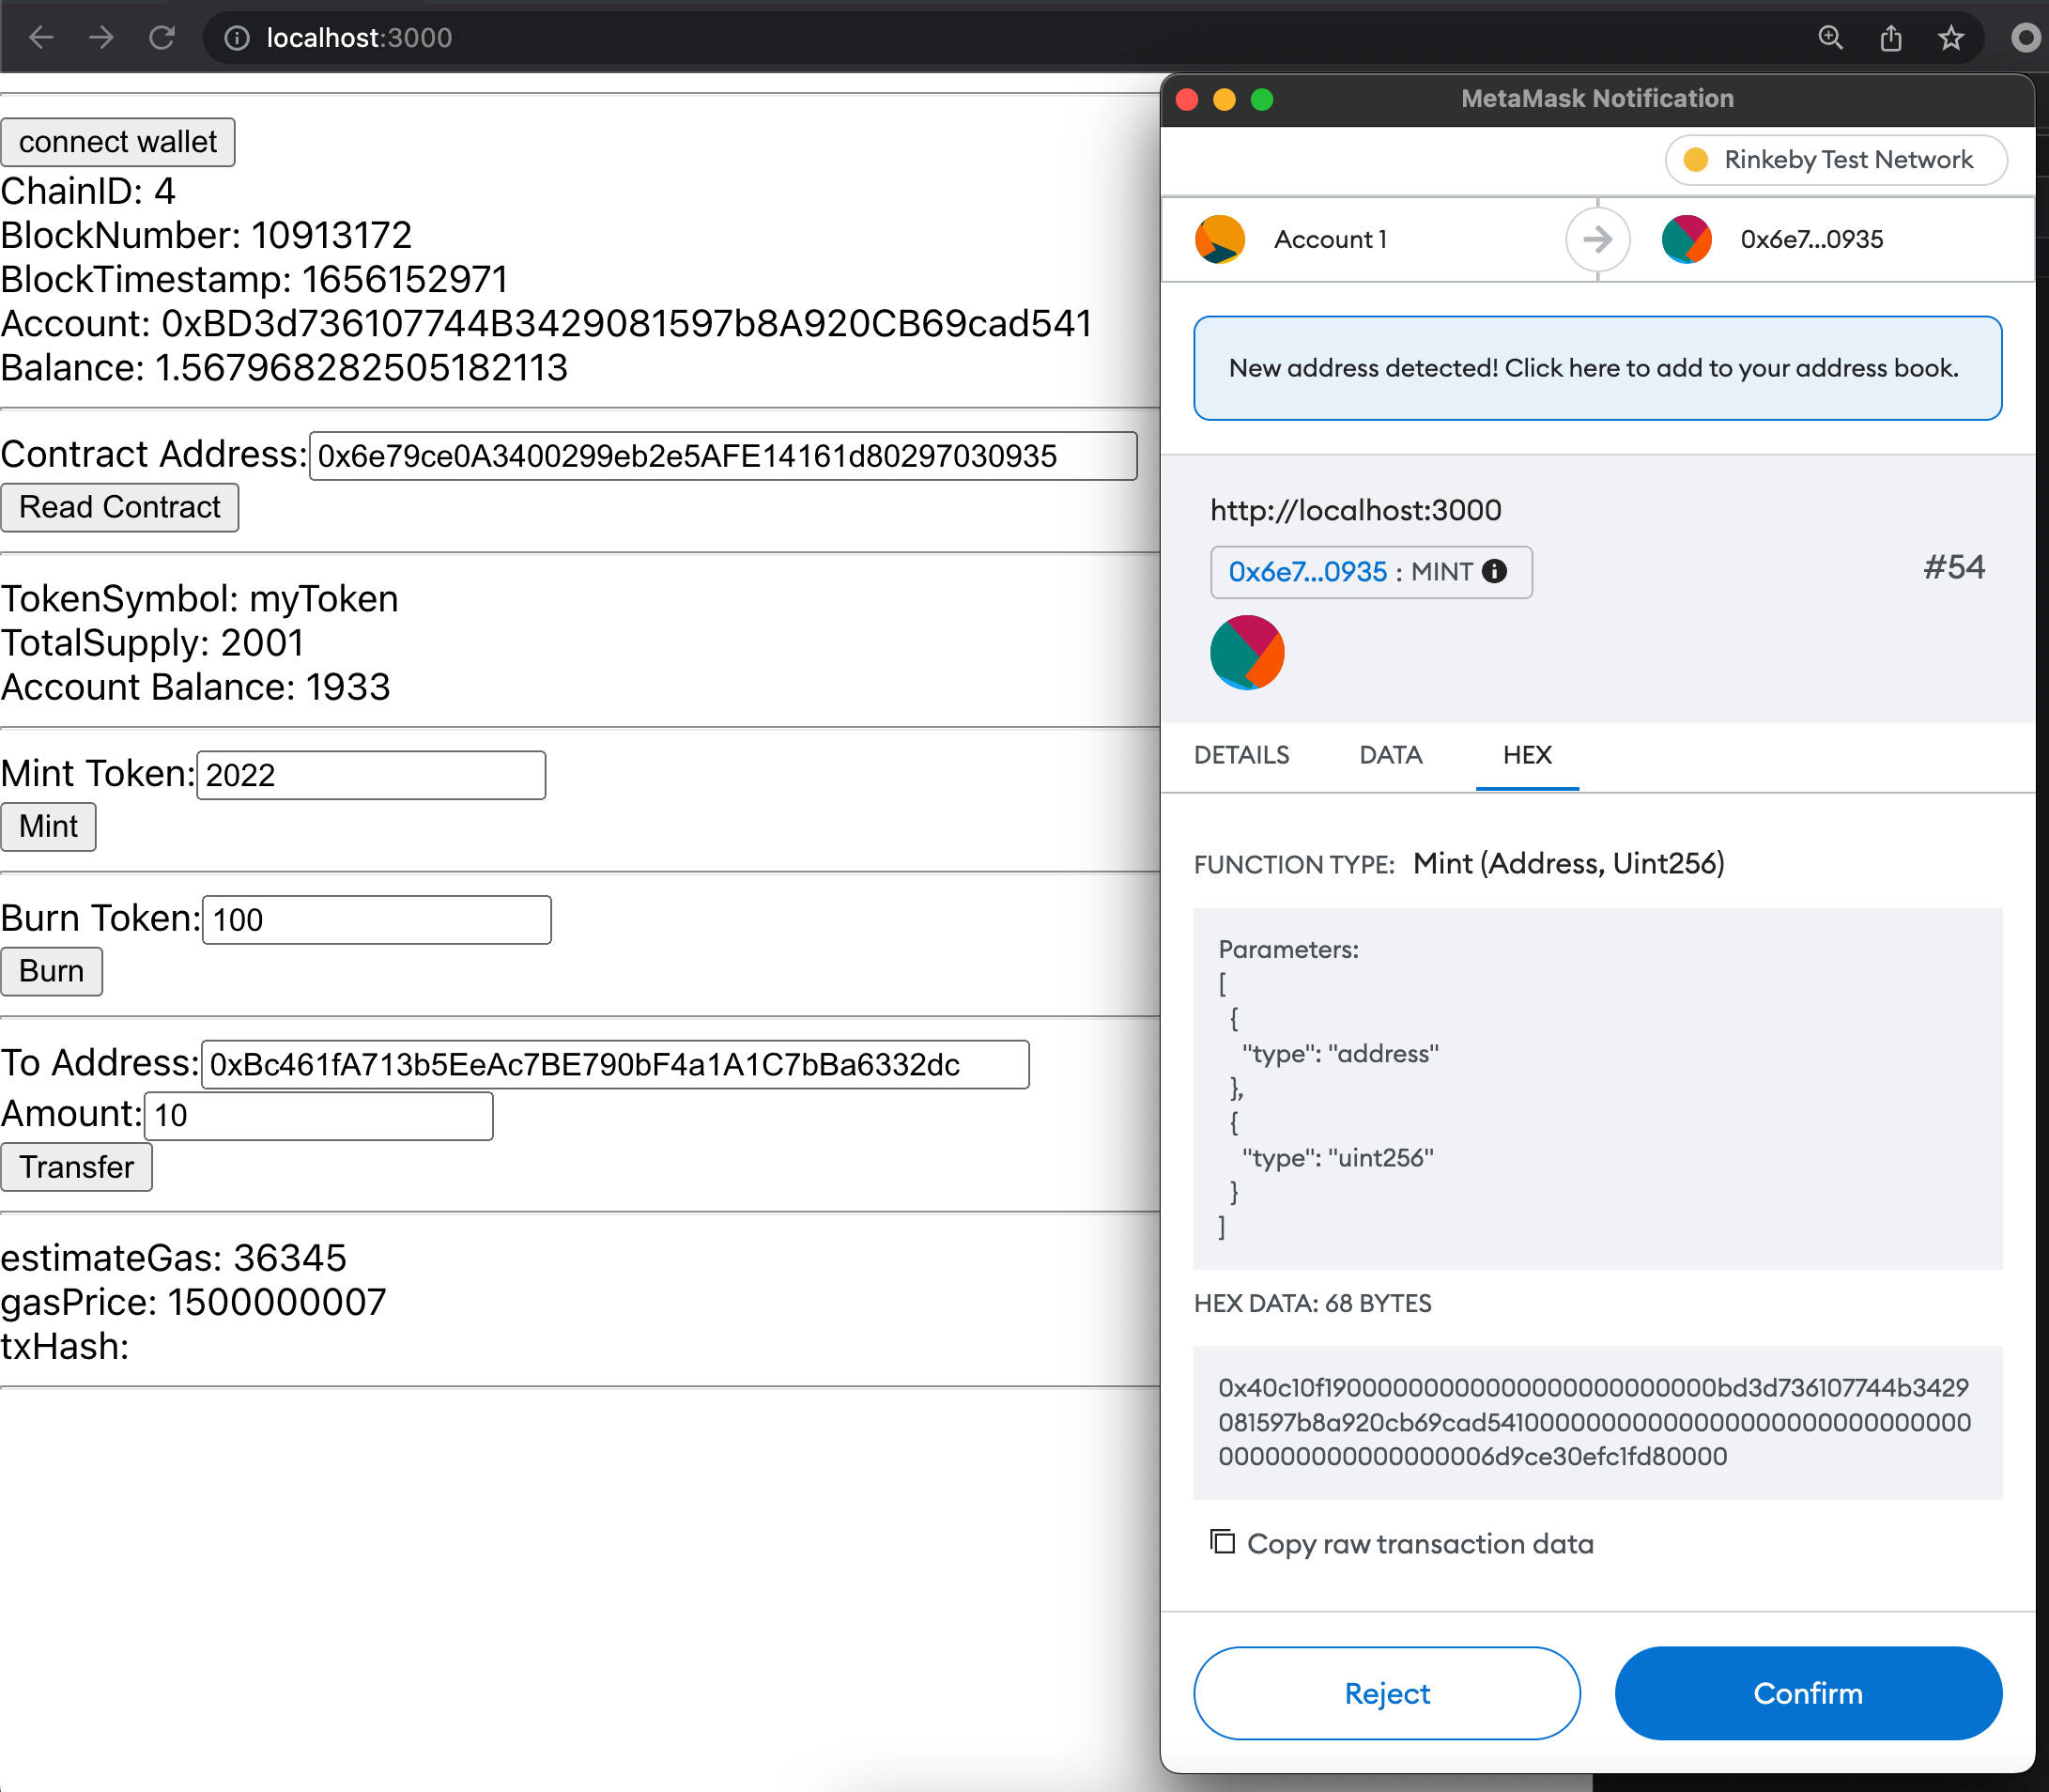 localhost:3000
connect wallet
ChainID: 4
BlockNumber: 10913172
BlockTimestamp: 1656152971
Account: 0xBD3d736107744B3429081597b8A920CB69cad541
Balance: 1.567968282505182113
Contract Address: 0x6e79ce0A3400299eb2e5AFE14161d80297030935
Read Contract
TokenSymbol: myToken
TotalSupply: 2001
Account Balance: 1933
Mint Token: 2022
Mint
Burn Token: 100
Burn
To Address: 0xBc461fA713b5EeAc7BE790bF4a1A1C7bBa6332dc
Amount: 10
Transfer
estimateGas: 36345
gasPrice: 1500000007
txHash:
MetaMask Notification
Rinkeby Test Network
Account 1
0x6e7...0935
New address detected! Click here to add to your address book.
http://localhost:3000
0x6e7...0935 : MINT
#54
DETAILS DATA HEX
FUNCTION TYPE: Mint (Address, Uint256)
Parameters:
[
{
"type": "address"
},
{
"type": "uint256"
}
]
HEX DATA: 68 BYTES
0x40c10f19000000000000000000000000bd3d736107744b3429
081597b8a920cb69cad54100000000000000000000000000000
000000000000000006d9ce30efc1fd80000
Copy raw transaction data
Reject
Confirm